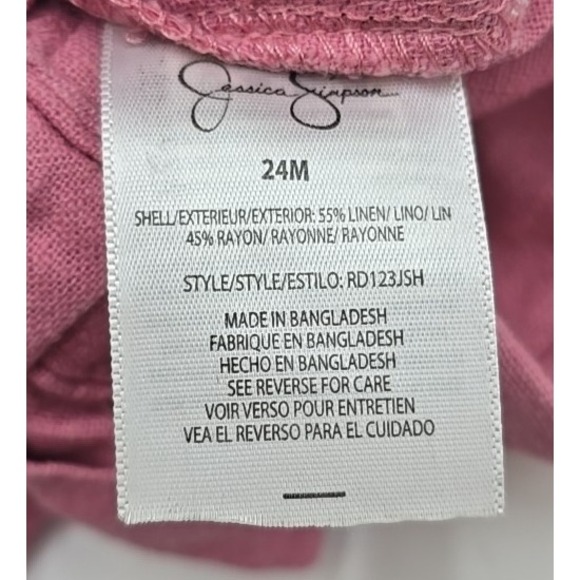 Jessica Simpson
24M
SHELL/EXTERIEUR/EXTERIOR: 55% LINEN/ LINO/ LIN
45% RAYON/ RAYONNE/ RAYONNE
STYLE/STYLE/ESTILO: RD123JSH
MADE IN BANGLADESH
FABRIQUE EN BANGLADESH
HECHO EN BANGLADESH
SEE REVERSE FOR CARE
VOIR VERSO POUR ENTRETIEN
VEA EL REVERSO PARA EL CUIDADO